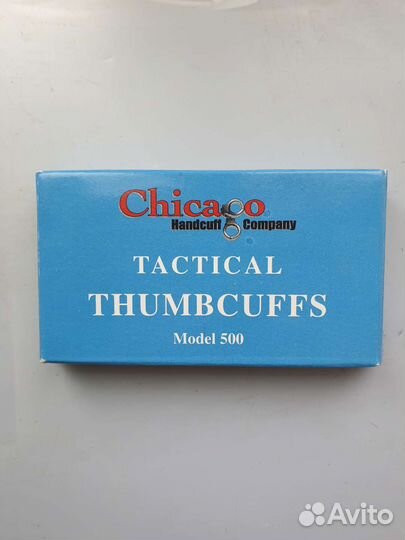 Chicago
Handcuff Company
TACTICAL
THUMBCUFFS
Model 500
Avito